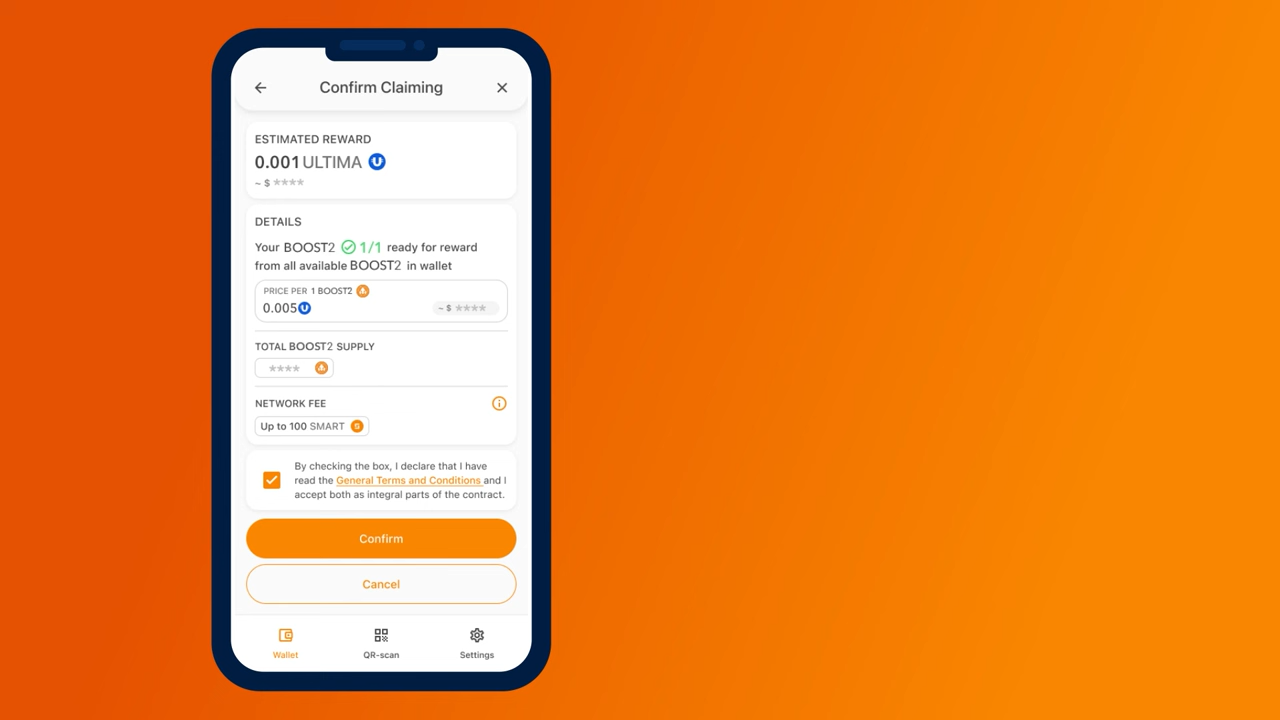 Confirm Claiming
ESTIMATED REWARD
0.001 ULTIMA
~ $ ****
DETAILS
Your BOOST2 1/1 ready for reward
from all available BOOST2 in wallet
PRICE PER 1 BOOST2
0.005
~ $ ****
TOTAL BOOST2 SUPPLY
****
NETWORK FEE
Up to 100 SMART
By checking the box, I declare that I have
read the General Terms and Conditions and I
accept both as integral parts of the contract.
Confirm
Cancel
Wallet QR-scan Settings